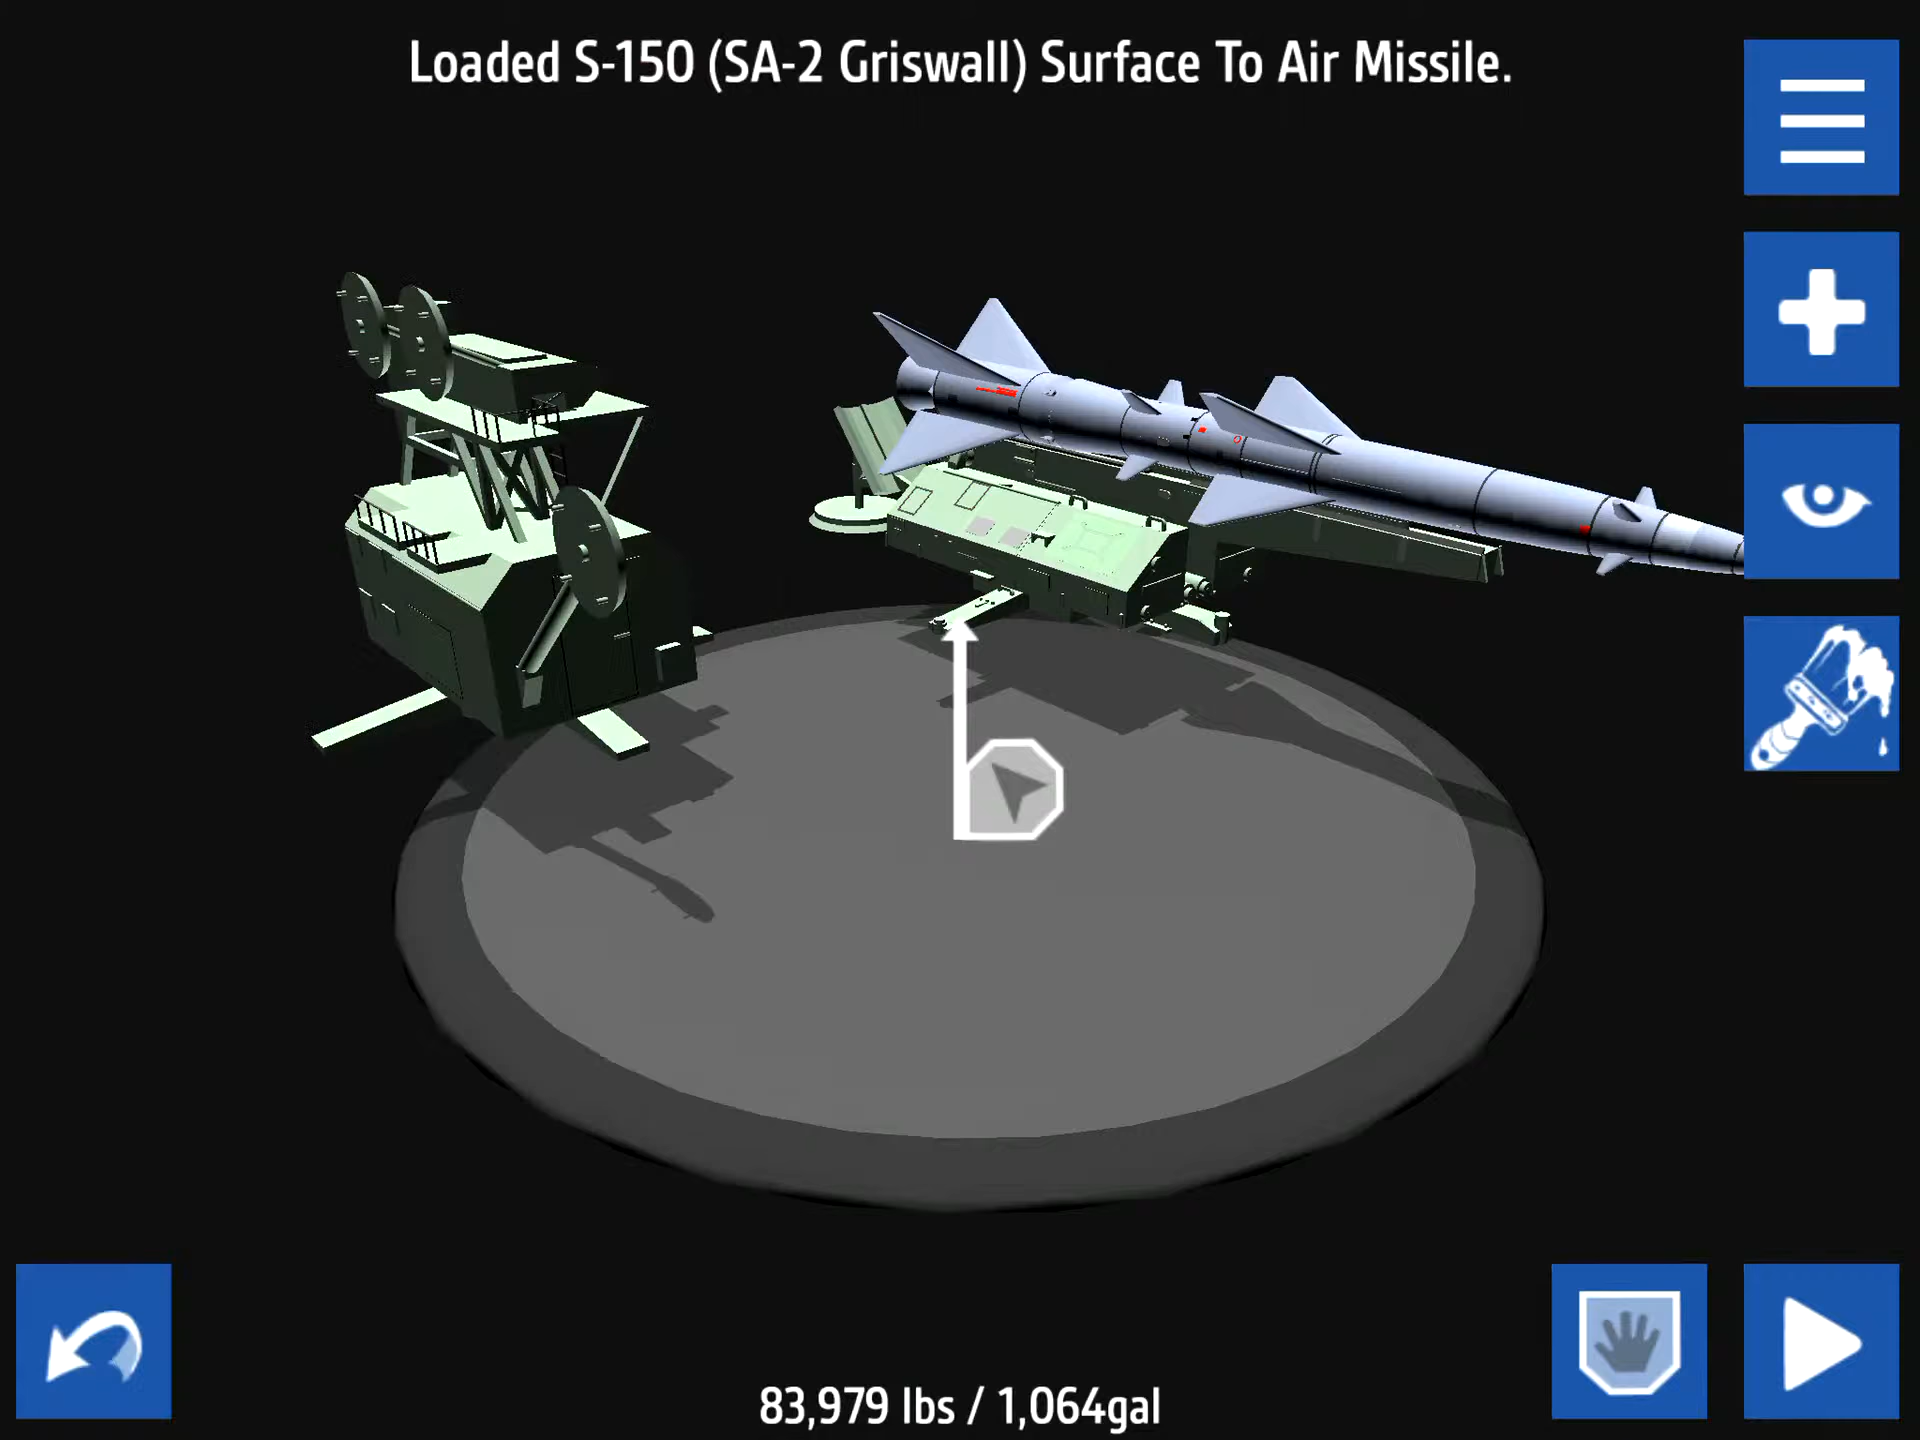 Loaded S-150 (SA-2 Griswall) Surface To Air Missile.
83,979 lbs / 1,064gal